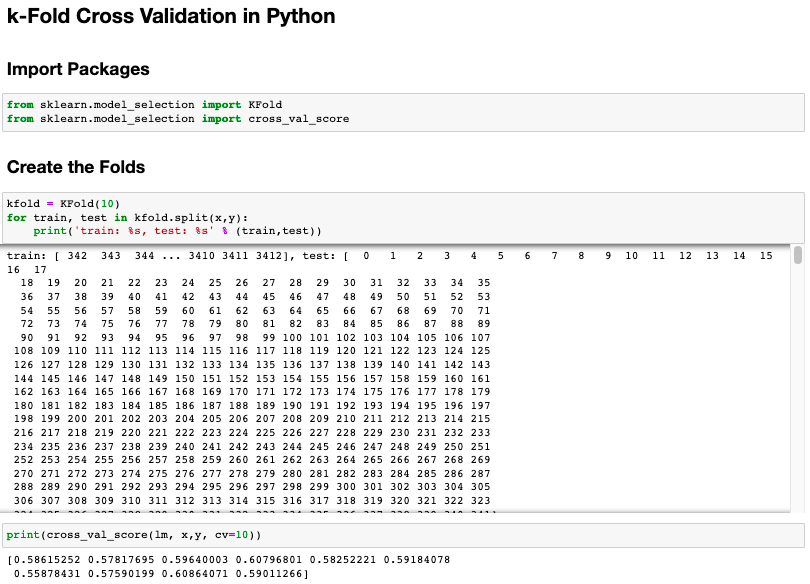 k-Fold Cross Validation in Python
Import Packages
from sklearn.model_selection import KFold
from sklearn.model_selection import cross_val_score
Create the Folds
kfold = KFold(10)
for train, test in kfold.split(x,y):
    print('train: %s, test: %s' % (train,test))
train: [ 342  343  344 ... 3410 3411 3412], test: [  0   1   2   3   4   5   6   7   8   9  10  11  12  13  14  15
16  17
  18  19  20  21  22  23  24  25  26  27  28  29  30  31  32  33  34  35
  36  37  38  39  40  41  42  43  44  45  46  47  48  49  50  51  52  53
  54  55  56  57  58  59  60  61  62  63  64  65  66  67  68  69  70  71
  72  73  74  75  76  77  78  79  80  81  82  83  84  85  86  87  88  89
  90  91  92  93  94  95  96  97  98  99 100 101 102 103 104 105 106 107
 108 109 110 111 112 113 114 115 116 117 118 119 120 121 122 123 124 125
 126 127 128 129 130 131 132 133 134 135 136 137 138 139 140 141 142 143
 144 145 146 147 148 149 150 151 152 153 154 155 156 157 158 159 160 161
 162 163 164 165 166 167 168 169 170 171 172 173 174 175 176 177 178 179
 180 181 182 183 184 185 186 187 188 189 190 191 192 193 194 195 196 197
 198 199 200 201 202 203 204 205 206 207 208 209 210 211 212 213 214 215
 216 217 218 219 220 221 222 223 224 225 226 227 228 229 230 231 232 233
 234 235 236 237 238 239 240 241 242 243 244 245 246 247 248 249 250 251
 252 253 254 255 256 257 258 259 260 261 262 263 264 265 266 267 268 269
 270 271 272 273 274 275 276 277 278 279 280 281 282 283 284 285 286 287
 288 289 290 291 292 293 294 295 296 297 298 299 300 301 302 303 304 305
 306 307 308 309 310 311 312 313 314 315 316 317 318 319 320 321 322 323
print(cross_val_score(lm, x,y, cv=10))
[0.58615252 0.57817695 0.59640003 0.60796801 0.58252221 0.59184078
 0.55878431 0.57590199 0.60864071 0.59011266]